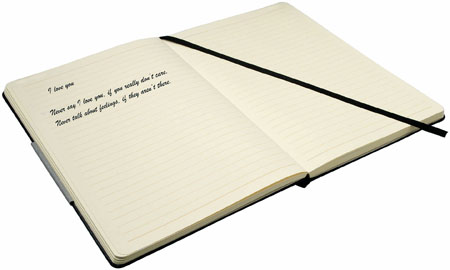 I love you
Never say I love you, if you really don't care.
Never talk about feelings, if they aren't there.